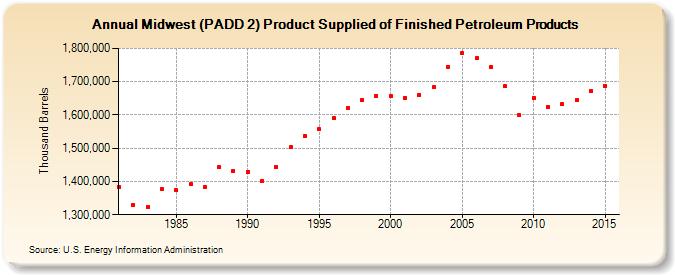 Annual Midwest (PADD 2) Product Supplied of Finished Petroleum Products
Thousand Barrels
1,800,000
1,700,000
1,600,000
1,500,000
1,400,000
1,300,000
1985 1990 1995 2000 2005 2010 2015
Source: U.S. Energy Information Administration